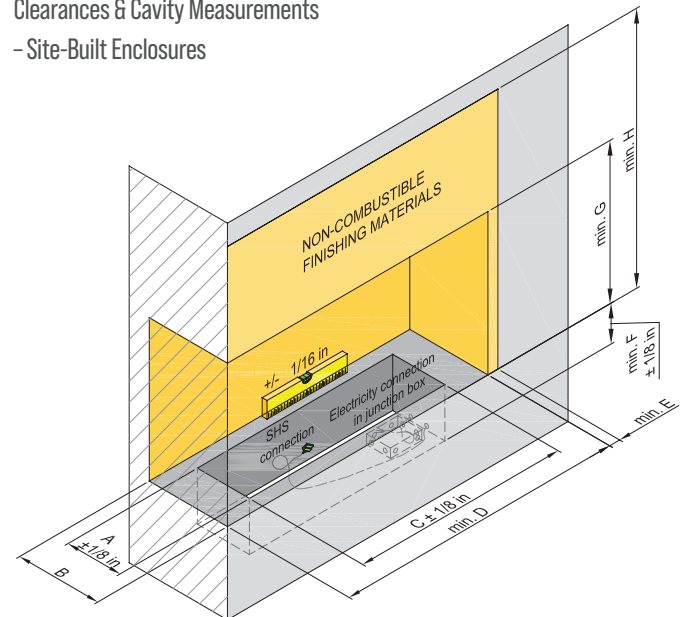 Clearances & Cavity Measurements
– Site-Built Enclosures
NON-COMBUSTIBLE
FINISHING MATERIALS
min. H
min. G
min. F
± 1/8 in
min. E
+/- 1/16 in
SHS
connection
Electricity connection
in junction box
C ± 1/8 in
min. D
A
±1/8 in
B